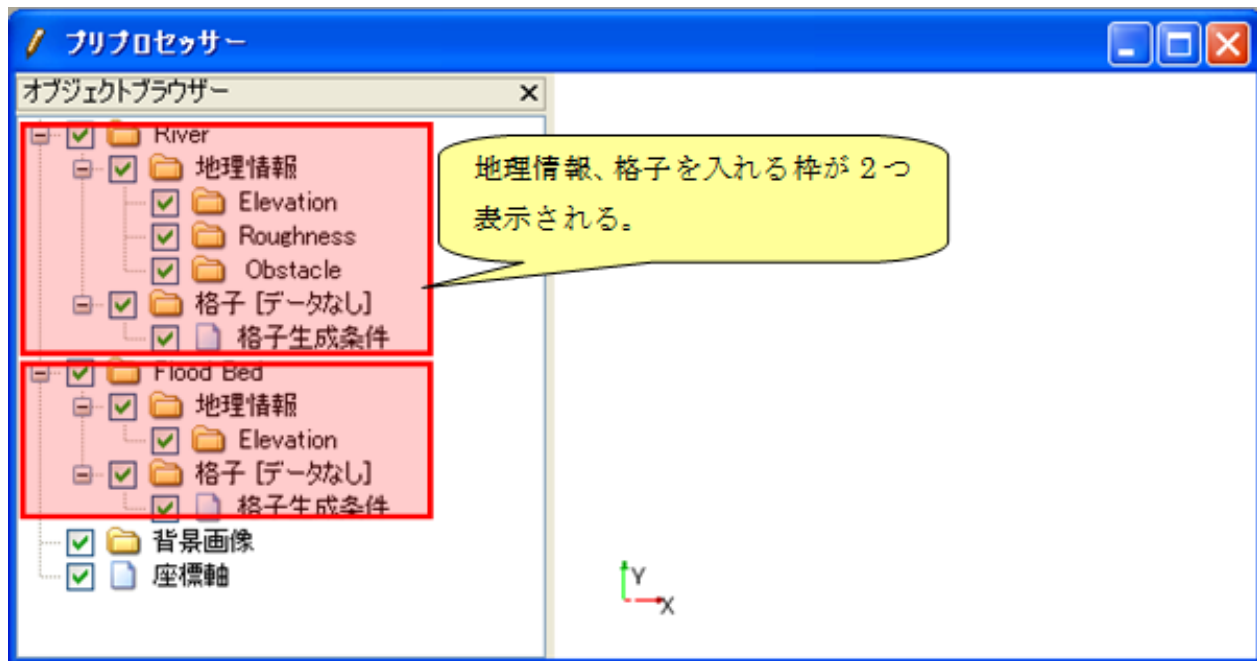 プリプロセッサー
オブジェクトブラウザー
River
地理情報
Elevation
Roughness
Obstacle
格子 [データなし]
格子生成条件
Flood Bed
地理情報
Elevation
格子 [データなし]
格子生成条件
背景画像
座標軸
地理情報、格子を入れる枠が２つ
表示される。
Y
X